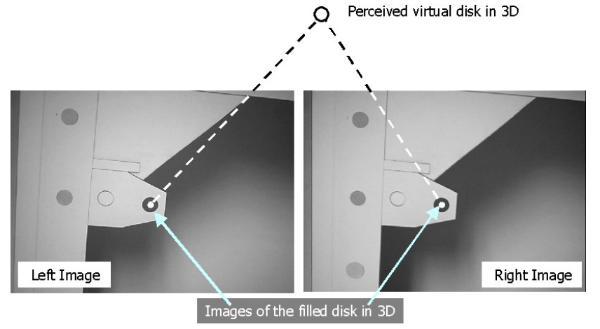 Perceived virtual disk in 3D
Left Image
Right Image
Images of the filled disk in 3D